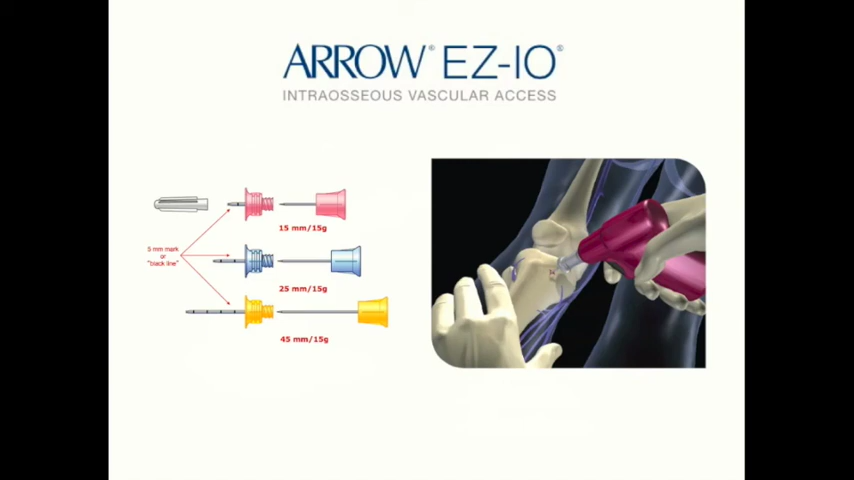 ARROW® EZ-IO®
INTRAOSSEOUS VASCULAR ACCESS
15 mm/15g
5 mm mark
or
"black line"
25 mm/15g
45 mm/15g